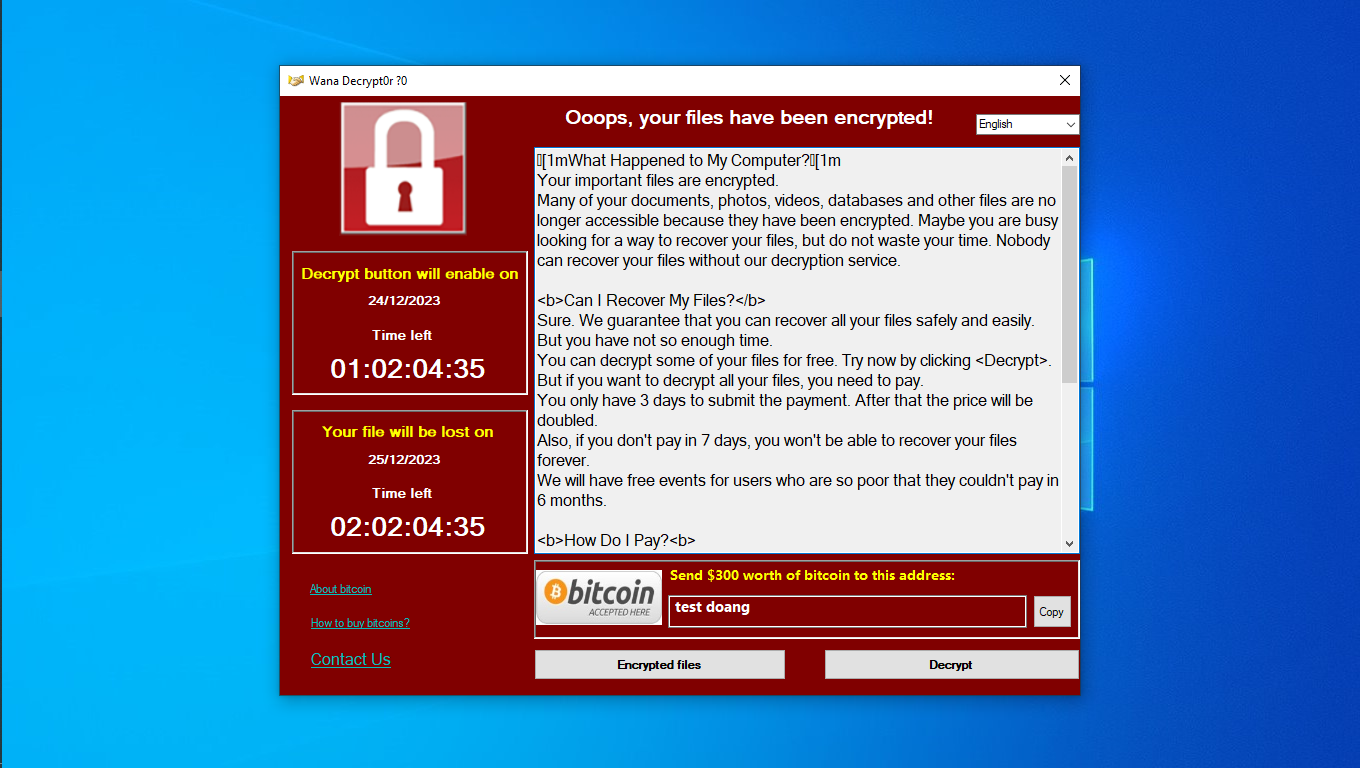 Wana Decrypt0r ?0
Ooops, your files have been encrypted!
English
[1mWhat Happened to My Computer?[1m
Your important files are encrypted.
Many of your documents, photos, videos, databases and other files are no
longer accessible because they have been encrypted. Maybe you are busy
looking for a way to recover your files, but do not waste your time. Nobody
can recover your files without our decryption service.
<b>Can I Recover My Files?</b>
Sure. We guarantee that you can recover all your files safely and easily.
But you have not so enough time.
You can decrypt some of your files for free. Try now by clicking <Decrypt>.
But if you want to decrypt all your files, you need to pay.
You only have 3 days to submit the payment. After that the price will be
doubled.
Also, if you don't pay in 7 days, you won't be able to recover your files
forever.
We will have free events for users who are so poor that they couldn't pay in
6 months.
<b>How Do I Pay?<b>
Decrypt button will enable on
24/12/2023
Time left
01:02:04:35
Your file will be lost on
25/12/2023
Time left
02:02:04:35
About bitcoin
How to buy bitcoins?
Contact Us
bitcoin
ACCEPTED HERE
Send $300 worth of bitcoin to this address:
test doang
Copy
Encrypted files
Decrypt